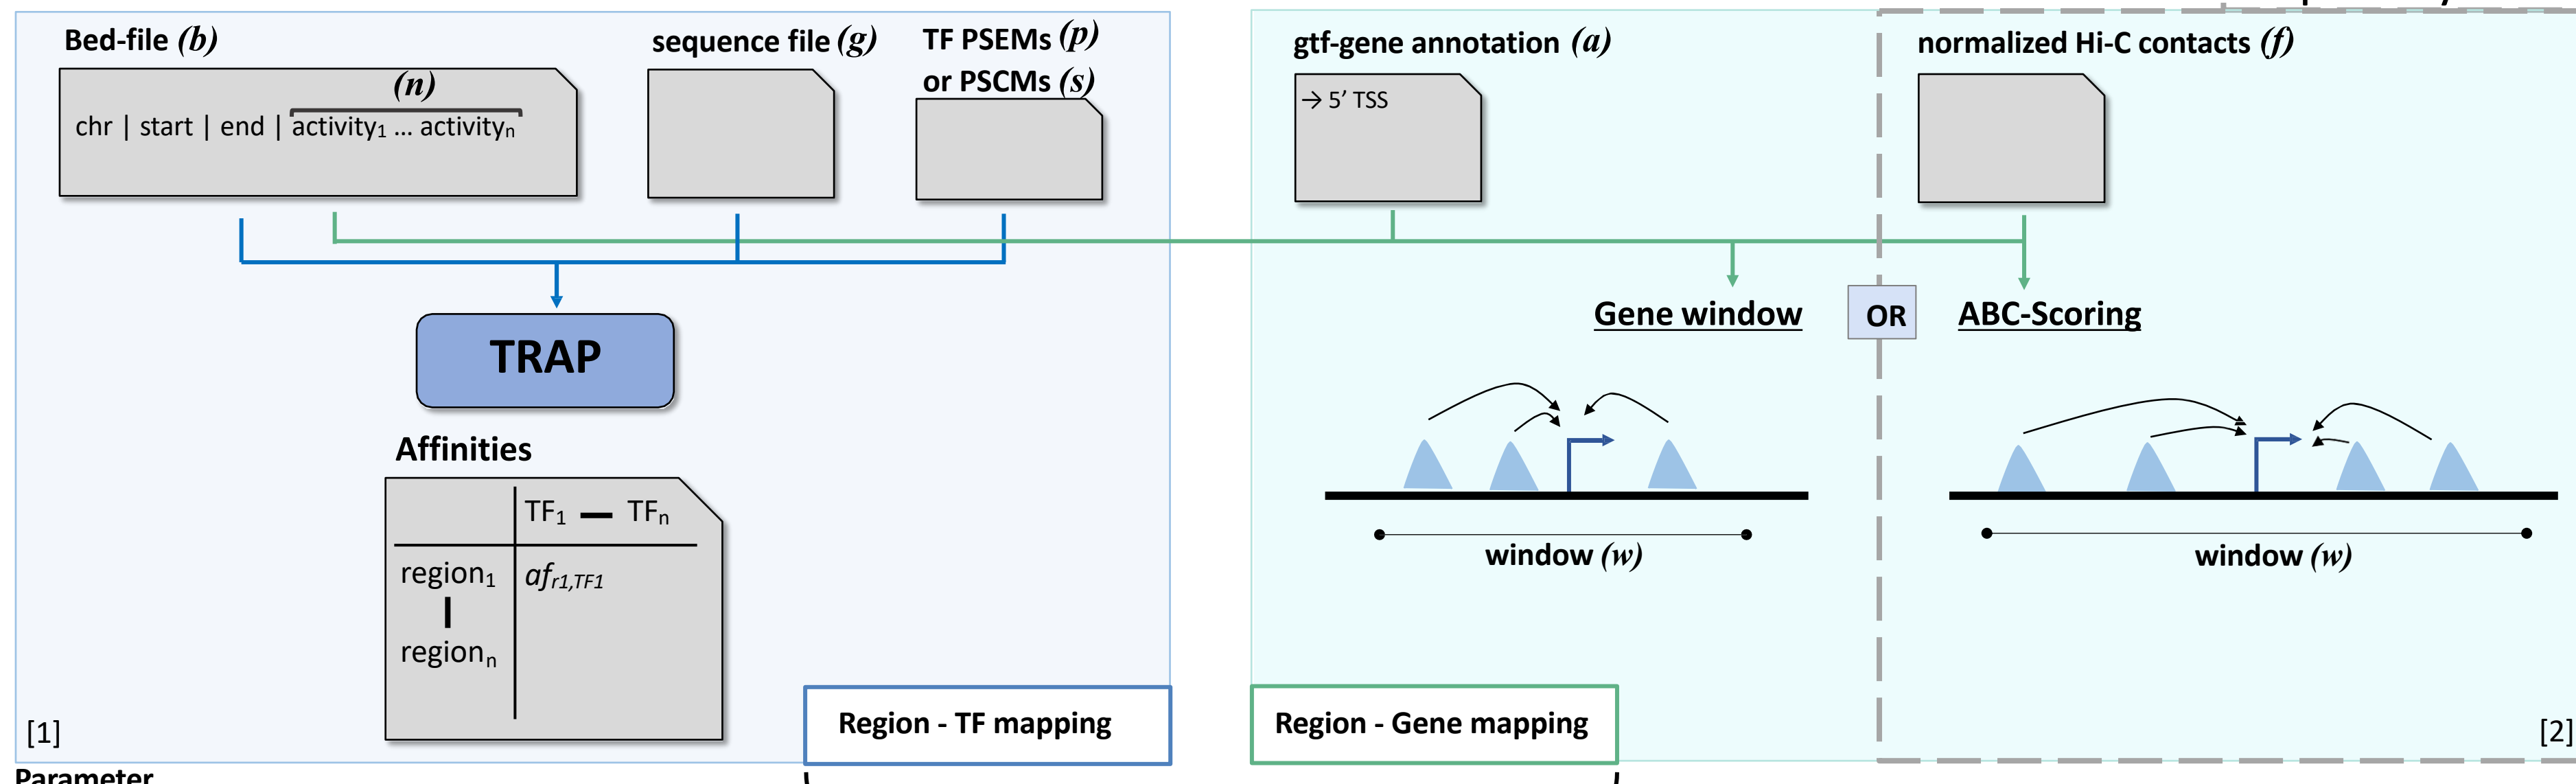 Bed-file (b)
(n)
chr | start | end | activity1 ... activityn
sequence file (g)
TF PSEMs (p)
or PSCMs (s)
TRAP
Affinities
TF1 — TFn
region1 afr1,TF1
regionn
[1]
Region - TF mapping
gtf-gene annotation (a)
→ 5’ TSS
normalized Hi-C contacts (f)
Gene window
OR
ABC-Scoring
window (w)
window (w)
Region - Gene mapping
[2]
Parameter